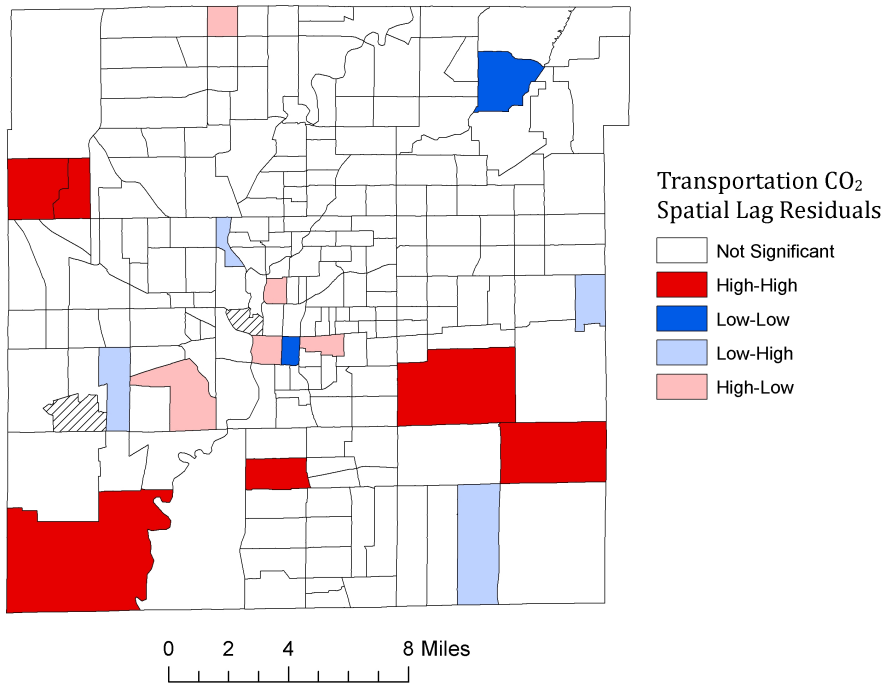 Transportation CO₂
Spatial Lag Residuals
Not Significant
High-High
Low-Low
Low-High
High-Low
0 2 4 8 Miles